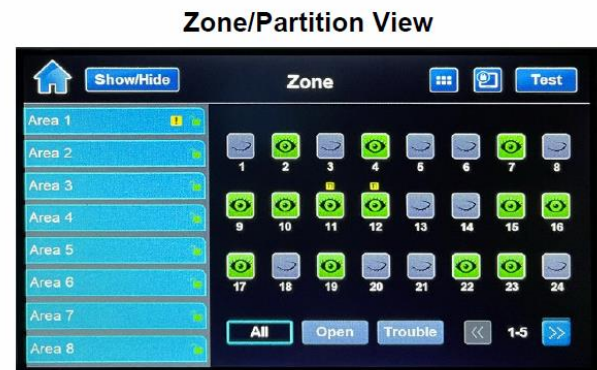 Zone/Partition View
Show/Hide
Zone
Test
Area 1
Area 2
Area 3
Area 4
Area 5
Area 6
Area 7
Area 8
1 2 3 4 5 6 7 8
9 10 11 12 13 14 15 16
17 18 19 20 21 22 23 24
All Open Trouble 1-5